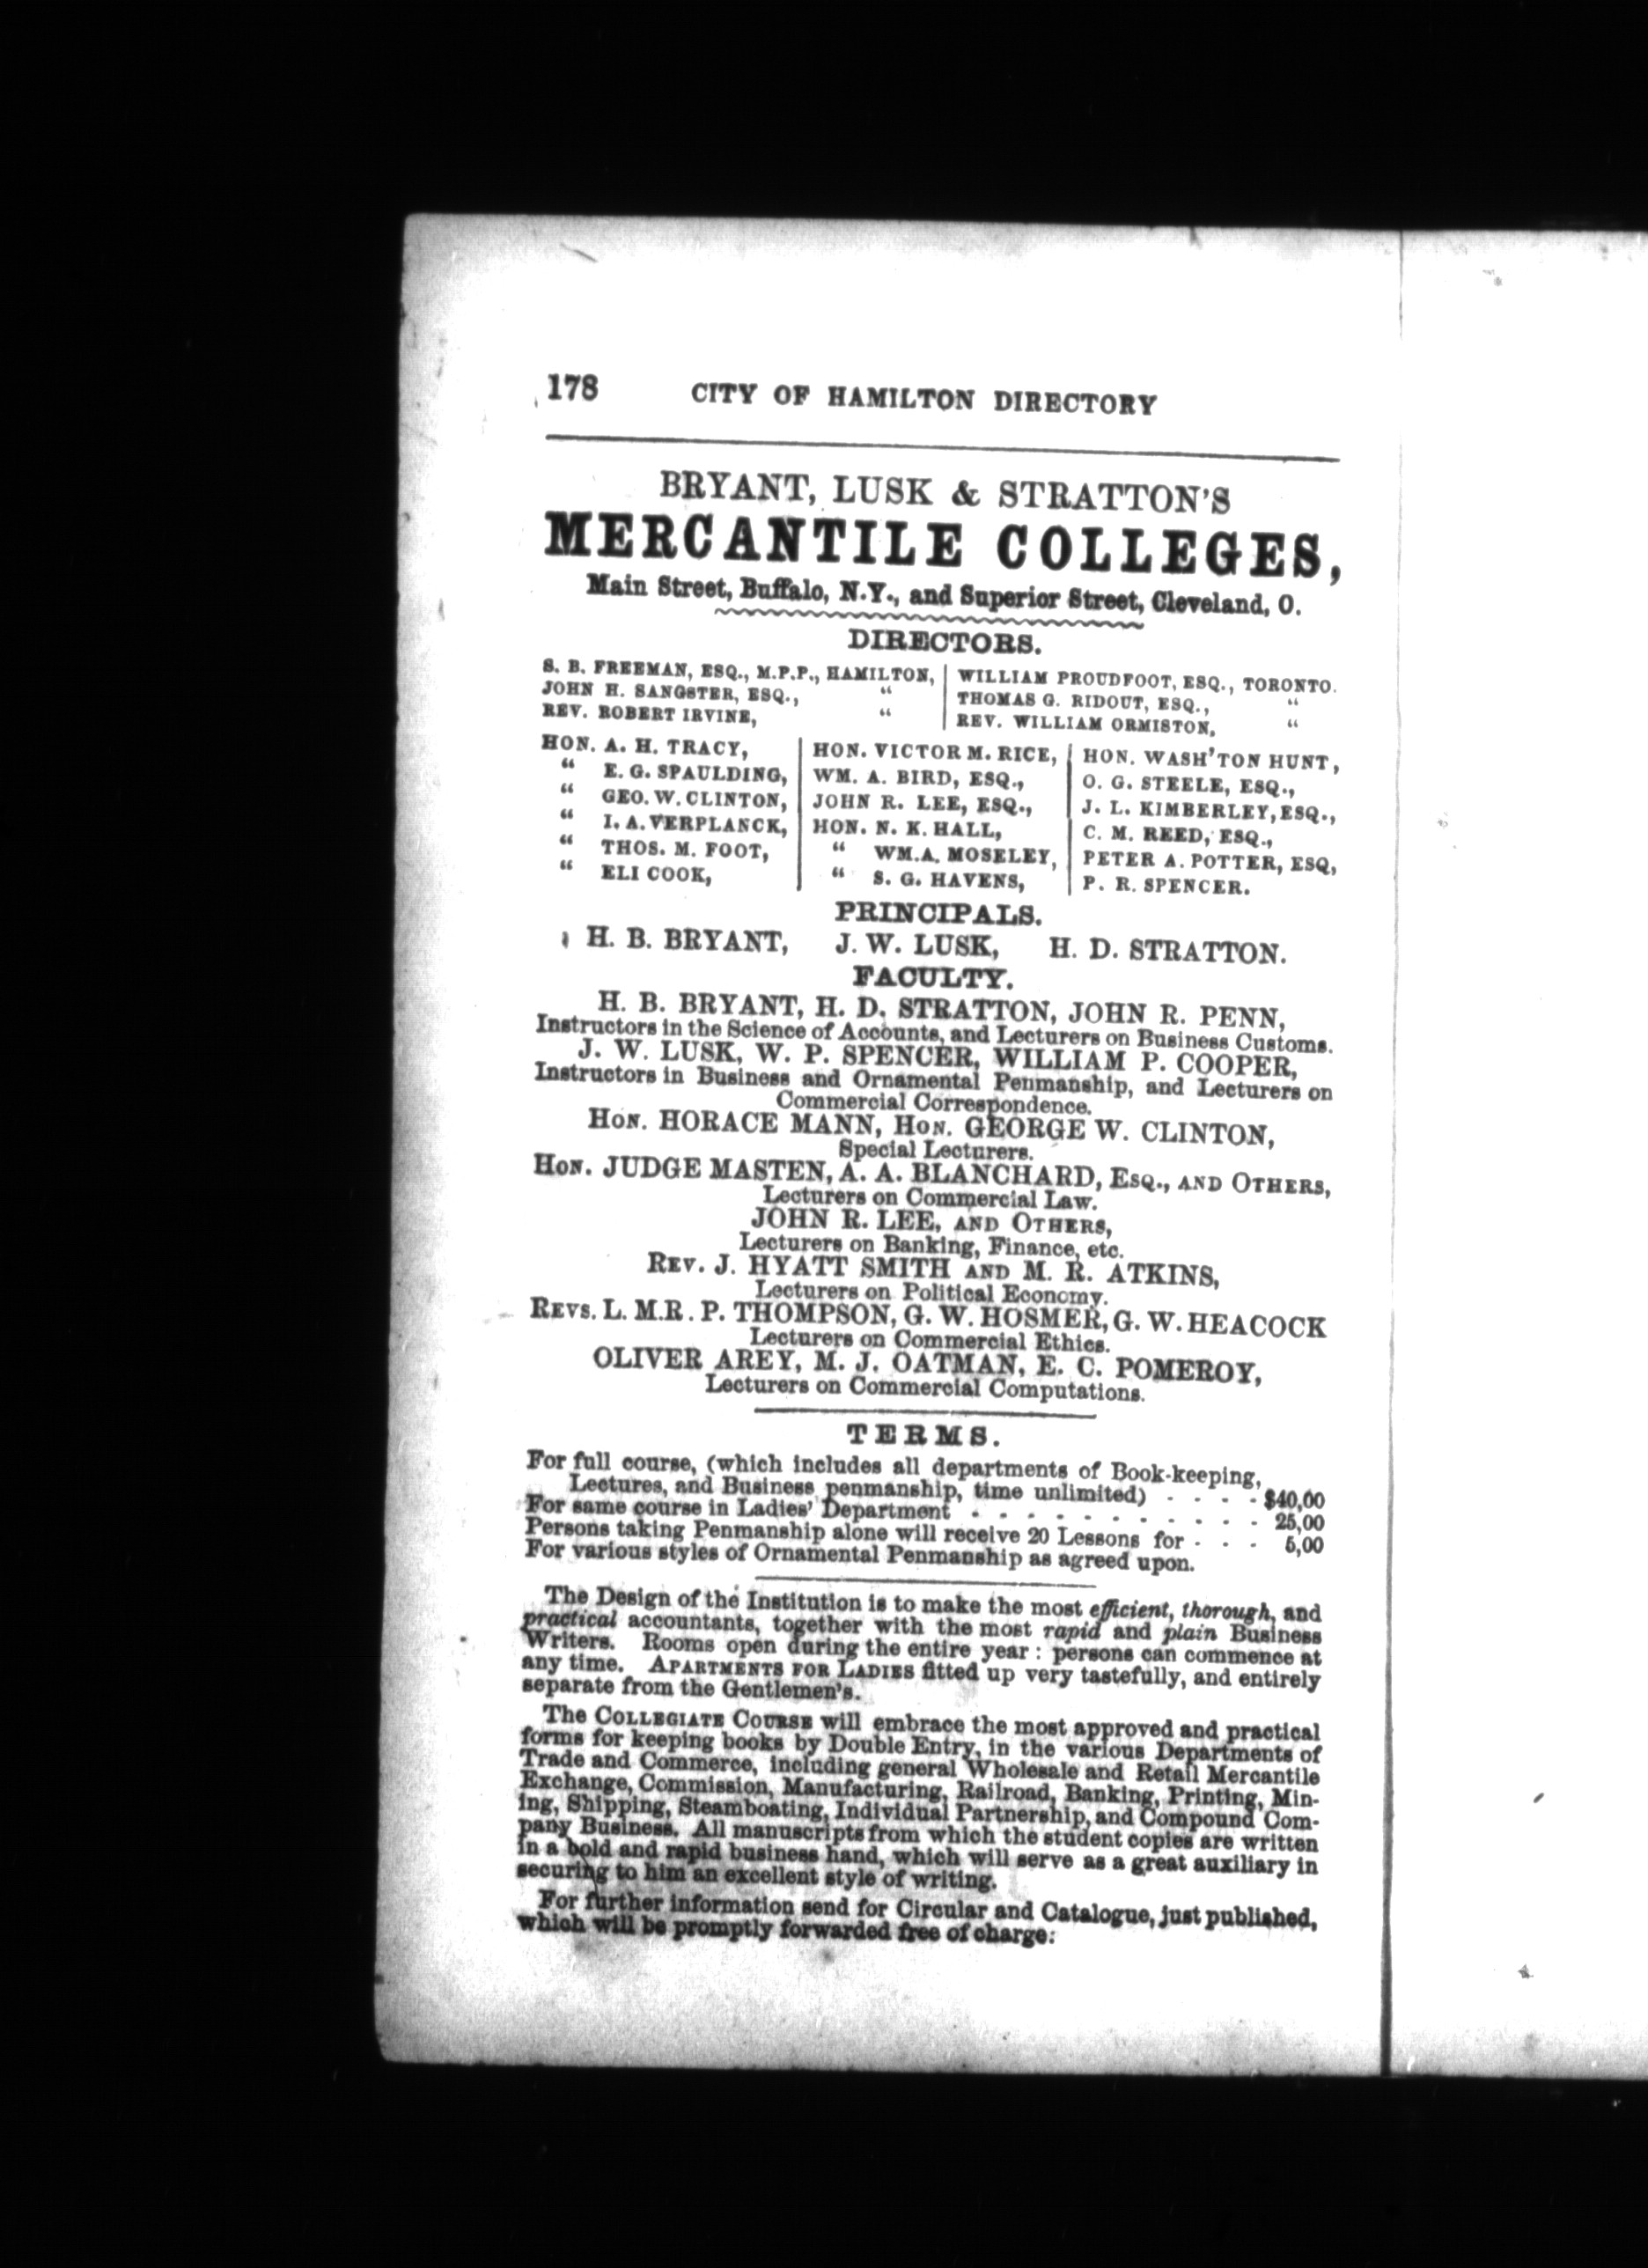 178 CITY OF HAMILTON DIRECTORY
BRYANT, LUSK & STRATTON'S
MERCANTILE COLLEGES,
Main Street, Buffalo, N.Y., and Superior Street, Cleveland, O.
DIRECTORS.
S. B. FREEMAN, ESQ., M.P.P., HAMILTON,
JOHN H. SANGSTER, ESQ., "
REV. ROBERT IRVINE, "
WILLIAM PROUDFOOT, ESQ., TORONTO.
THOMAS G. RIDOUT, ESQ., "
REV. WILLIAM ORMISTON, "
HON. A. H. TRACY,
" E. G. SPAULDING,
" GEO. W. CLINTON,
" I. A. VERPLANCK,
" THOS. M. FOOT,
" ELI COOK,
HON. VICTOR M. RICE,
WM. A. BIRD, ESQ.,
JOHN R. LEE, ESQ.,
HON. N. K. HALL,
" WM. A. MOSELEY,
" S. G. HAVENS,
HON. WASH'TON HUNT,
O. G. STEELE, ESQ.,
J. L. KIMBERLEY, ESQ.,
C. M. REED, ESQ.,
PETER A. POTTER, ESQ,
P. R. SPENCER.
PRINCIPALS.
H. B. BRYANT, J. W. LUSK, H. D. STRATTON.
FACULTY.
H. B. BRYANT, H. D. STRATTON, JOHN R. PENN,
Instructors in the Science of Accounts, and Lecturers on Business Customs.
J. W. LUSK, W. P. SPENCER, WILLIAM P. COOPER,
Instructors in Business and Ornamental Penmanship, and Lecturers on
Commercial Correspondence.
HON. HORACE MANN, HON. GEORGE W. CLINTON,
Special Lecturers.
HON. JUDGE MASTEN, A. A. BLANCHARD, ESQ., AND OTHERS,
Lecturers on Commercial Law.
JOHN R. LEE, AND OTHERS,
Lecturers on Banking, Finance, etc.
REV. J. HYATT SMITH AND M. R. ATKINS,
Lecturers on Political Economy.
REVS. L. M.R. P. THOMPSON, G. W. HOSMER, G. W. HEACOCK
Lecturers on Commercial Ethics.
OLIVER AREY, M. J. OATMAN, E. C. POMEROY,
Lecturers on Commercial Computations.
TERMS.
For full course, (which includes all departments of Book-keeping,
Lectures, and Business penmanship, time unlimited) - - - - $40,00
For same course in Ladies' Department - - - - - - - - - - - 25,00
Persons taking Penmanship alone will receive 20 Lessons for - - - 5,00
For various styles of Ornamental Penmanship as agreed upon.
The Design of the Institution is to make the most efficient, thorough, and
practical accountants, together with the most rapid and plain Business
Writers. Rooms open during the entire year: persons can commence at
any time. APARTMENTS FOR LADIES fitted up very tastefully, and entirely
separate from the Gentlemen's.
The COLLEGIATE COURSE will embrace the most approved and practical
forms for keeping books by Double Entry, in the various Departments of
Trade and Commerce, including general Wholesale and Retail Mercantile
Exchange, Commission, Manufacturing, Railroad, Banking, Printing, Min-
ing, Shipping, Steamboating, Individual Partnership, and Compound Com-
pany Business. All manuscripts from which the student copies are written
in a bold and rapid business hand, which will serve as a great auxiliary in
securing to him an excellent style of writing.
For further information send for Circular and Catalogue, just published,
which will be promptly forwarded free of charge: